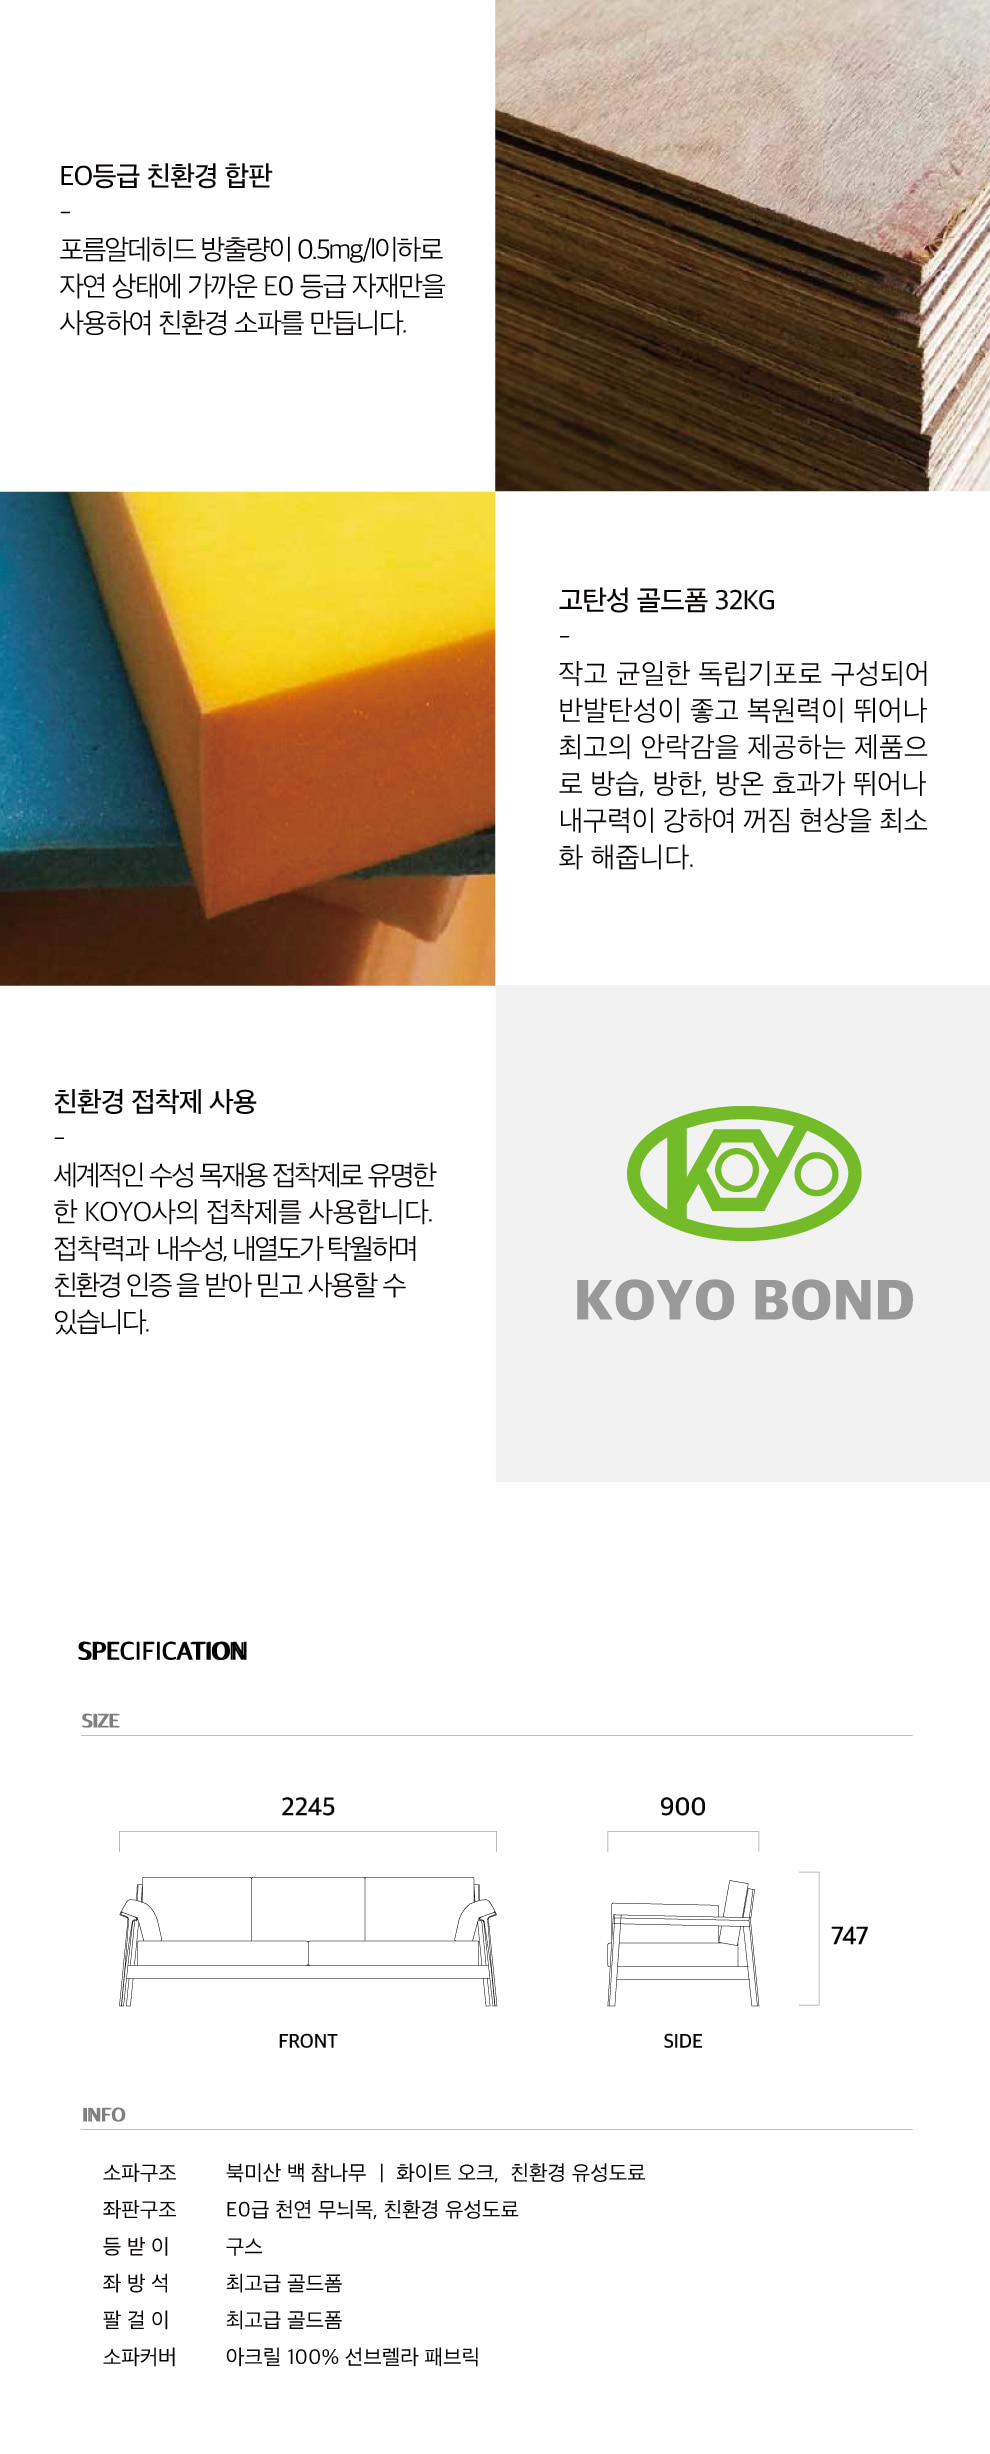 E0등급 친환경 합판
-
포름알데히드 방출량이 0.5mg/l이하로
자연 상태에 가까운 E0 등급 자재만을
사용하여 친환경 소파를 만듭니다.
고탄성 골드폼 32KG
-
작고 균일한 독립기포로 구성되어
반발탄성이 좋고 복원력이 뛰어나
최고의 안락감을 제공하는 제품으
로 방습, 방한, 방온 효과가 뛰어나
내구력이 강하여 꺼짐 현상을 최소
화 해줍니다.
친환경 접착제 사용
-
세계적인 수성 목재용 접착제로 유명한
한 KOYO사의 접착제를 사용합니다.
접착력과 내수성, 내열도가 탁월하며
친환경 인증 을 받아 믿고 사용할 수
있습니다.
KOYO
KOYO BOND
SPECIFICATION
SIZE
2245
900
747
FRONT
SIDE
INFO
소파구조 북미산 백 참나무 | 화이트 오크, 친환경 유성도료
좌판구조 E0급 천연 무늬목, 친환경 유성도료
등 받 이 구스
좌 방 석 최고급 골드폼
팔 걸 이 최고급 골드폼
소파커버 아크릴 100% 선브렐라 패브릭